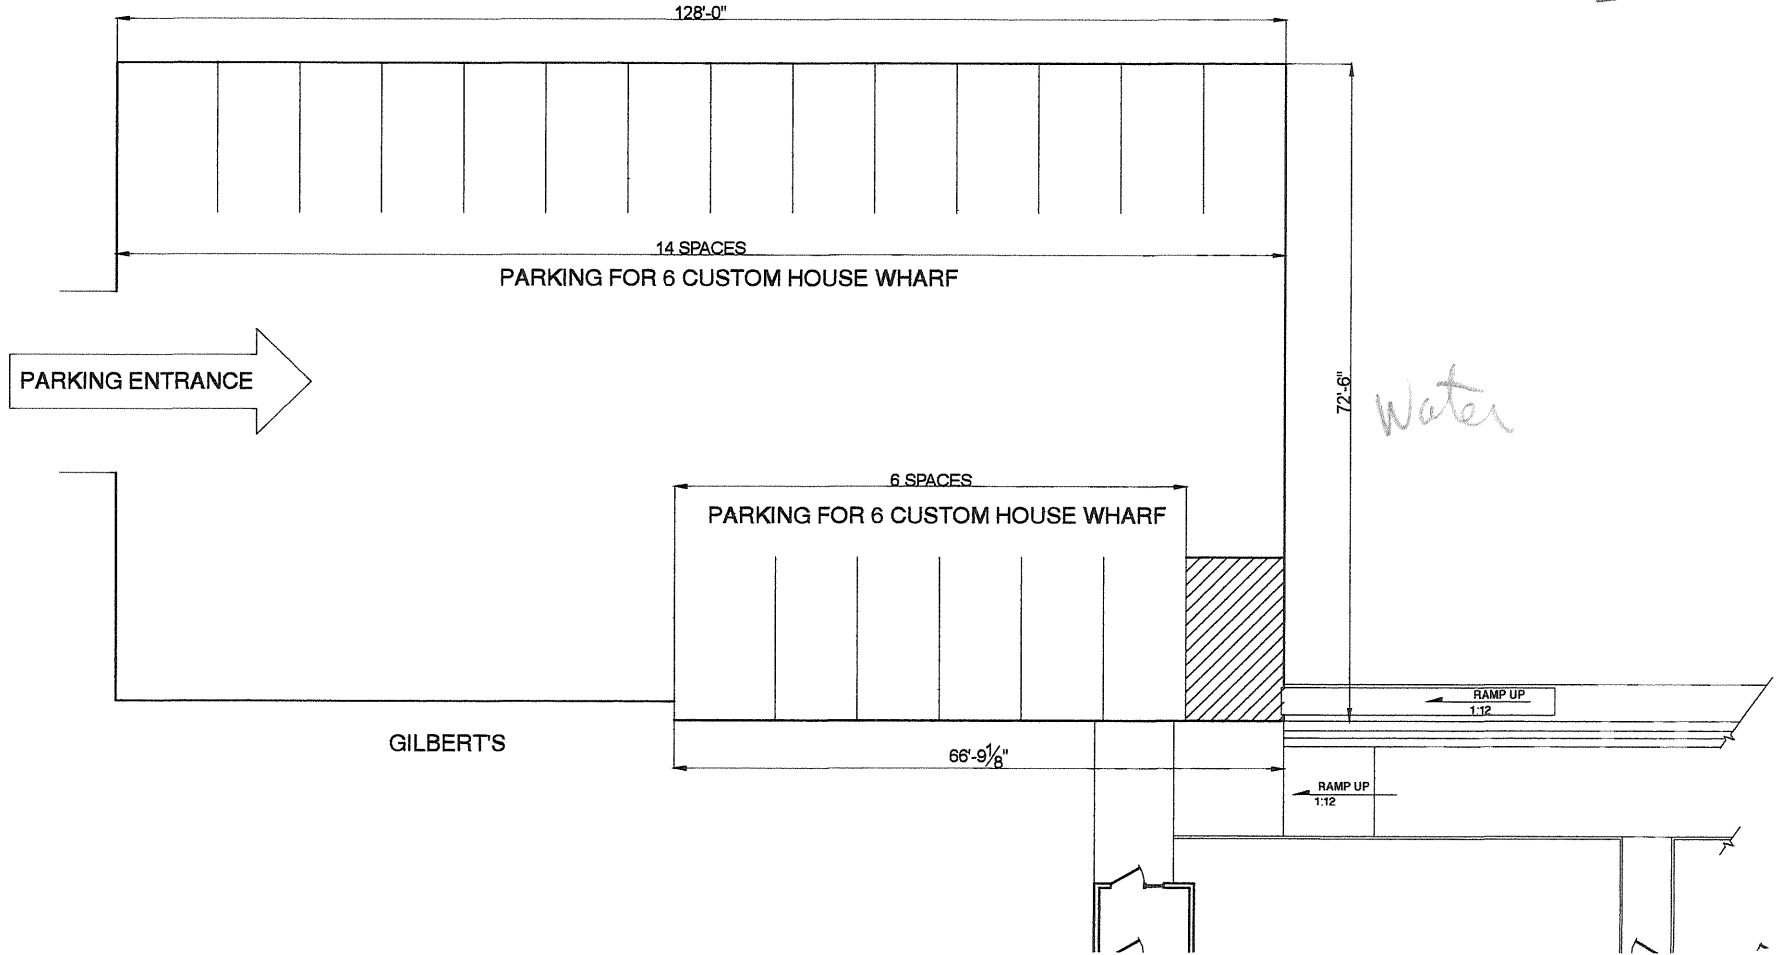 128'-0"
14 SPACES
PARKING FOR 6 CUSTOM HOUSE WHARF
PARKING ENTRANCE
72'-6"
Water
6 SPACES
PARKING FOR 6 CUSTOM HOUSE WHARF
RAMP UP
1:12
GILBERT'S
66'-9⅛"
RAMP UP
1:12